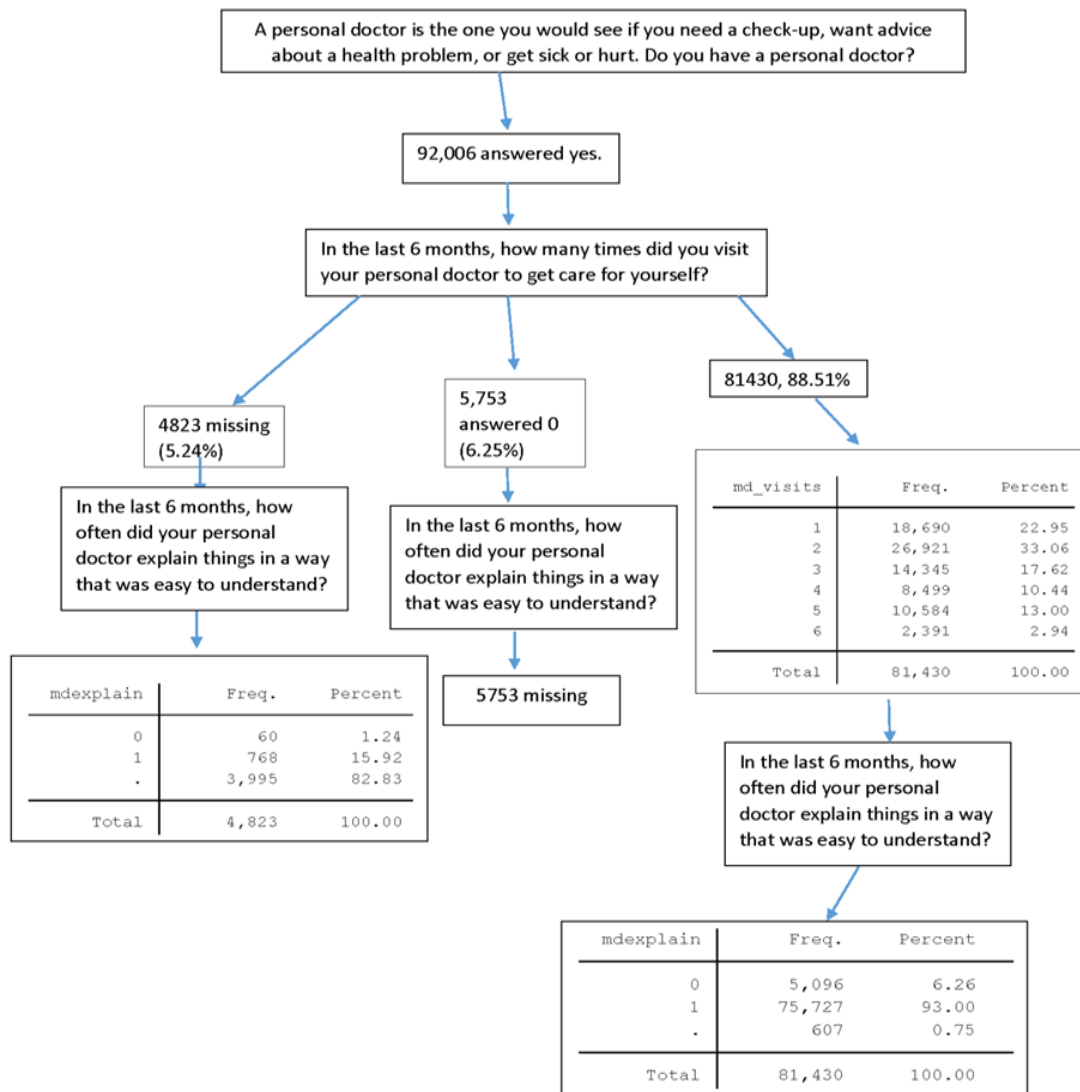 A personal doctor is the one you would see if you need a check-up, want advice
about a health problem, or get sick or hurt. Do you have a personal doctor?
92,006 answered yes.
In the last 6 months, how many times did you visit
your personal doctor to get care for yourself?
4823 missing
(5.24%)
5,753
answered 0
(6.25%)
81430, 88.51%
In the last 6 months, how
often did your personal
doctor explain things in a way
that was easy to understand?
In the last 6 months, how
often did your personal
doctor explain things in a way
that was easy to understand?
md_visits Freq. Percent
1 18,690 22.95
2 26,921 33.06
3 14,345 17.62
4 8,499 10.44
5 10,584 13.00
6 2,391 2.94
Total 81,430 100.00
mdexplain Freq. Percent
0 60 1.24
1 768 15.92
. 3,995 82.83
Total 4,823 100.00
5753 missing
In the last 6 months, how
often did your personal
doctor explain things in a way
that was easy to understand?
mdexplain Freq. Percent
0 5,096 6.26
1 75,727 93.00
. 607 0.75
Total 81,430 100.00